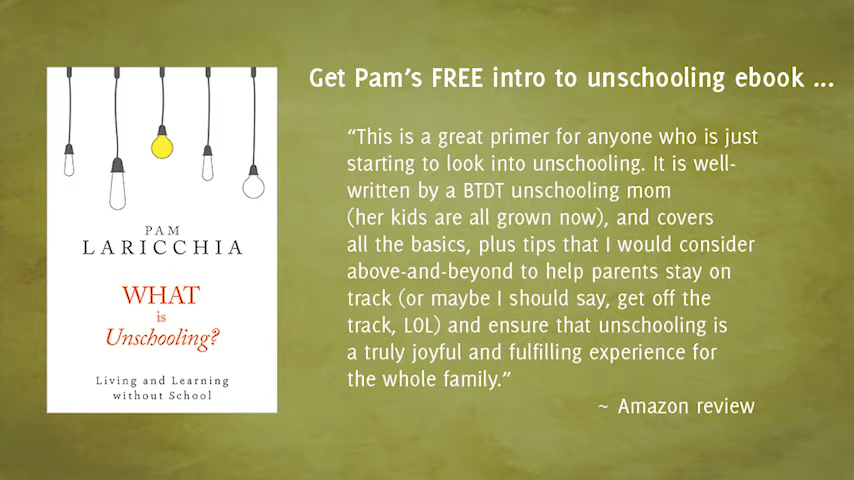 Get Pam's FREE intro to unschooling ebook ...
PAM
LARICCHIA
WHAT
is
Unschooling?
Living and Learning
without School
“This is a great primer for anyone who is just
starting to look into unschooling. It is well-
written by a BTDT unschooling mom
(her kids are all grown now), and covers
all the basics, plus tips that I would consider
above-and-beyond to help parents stay on
track (or maybe I should say, get off the
track, LOL) and ensure that unschooling is
a truly joyful and fulfilling experience for
the whole family.”
~ Amazon review